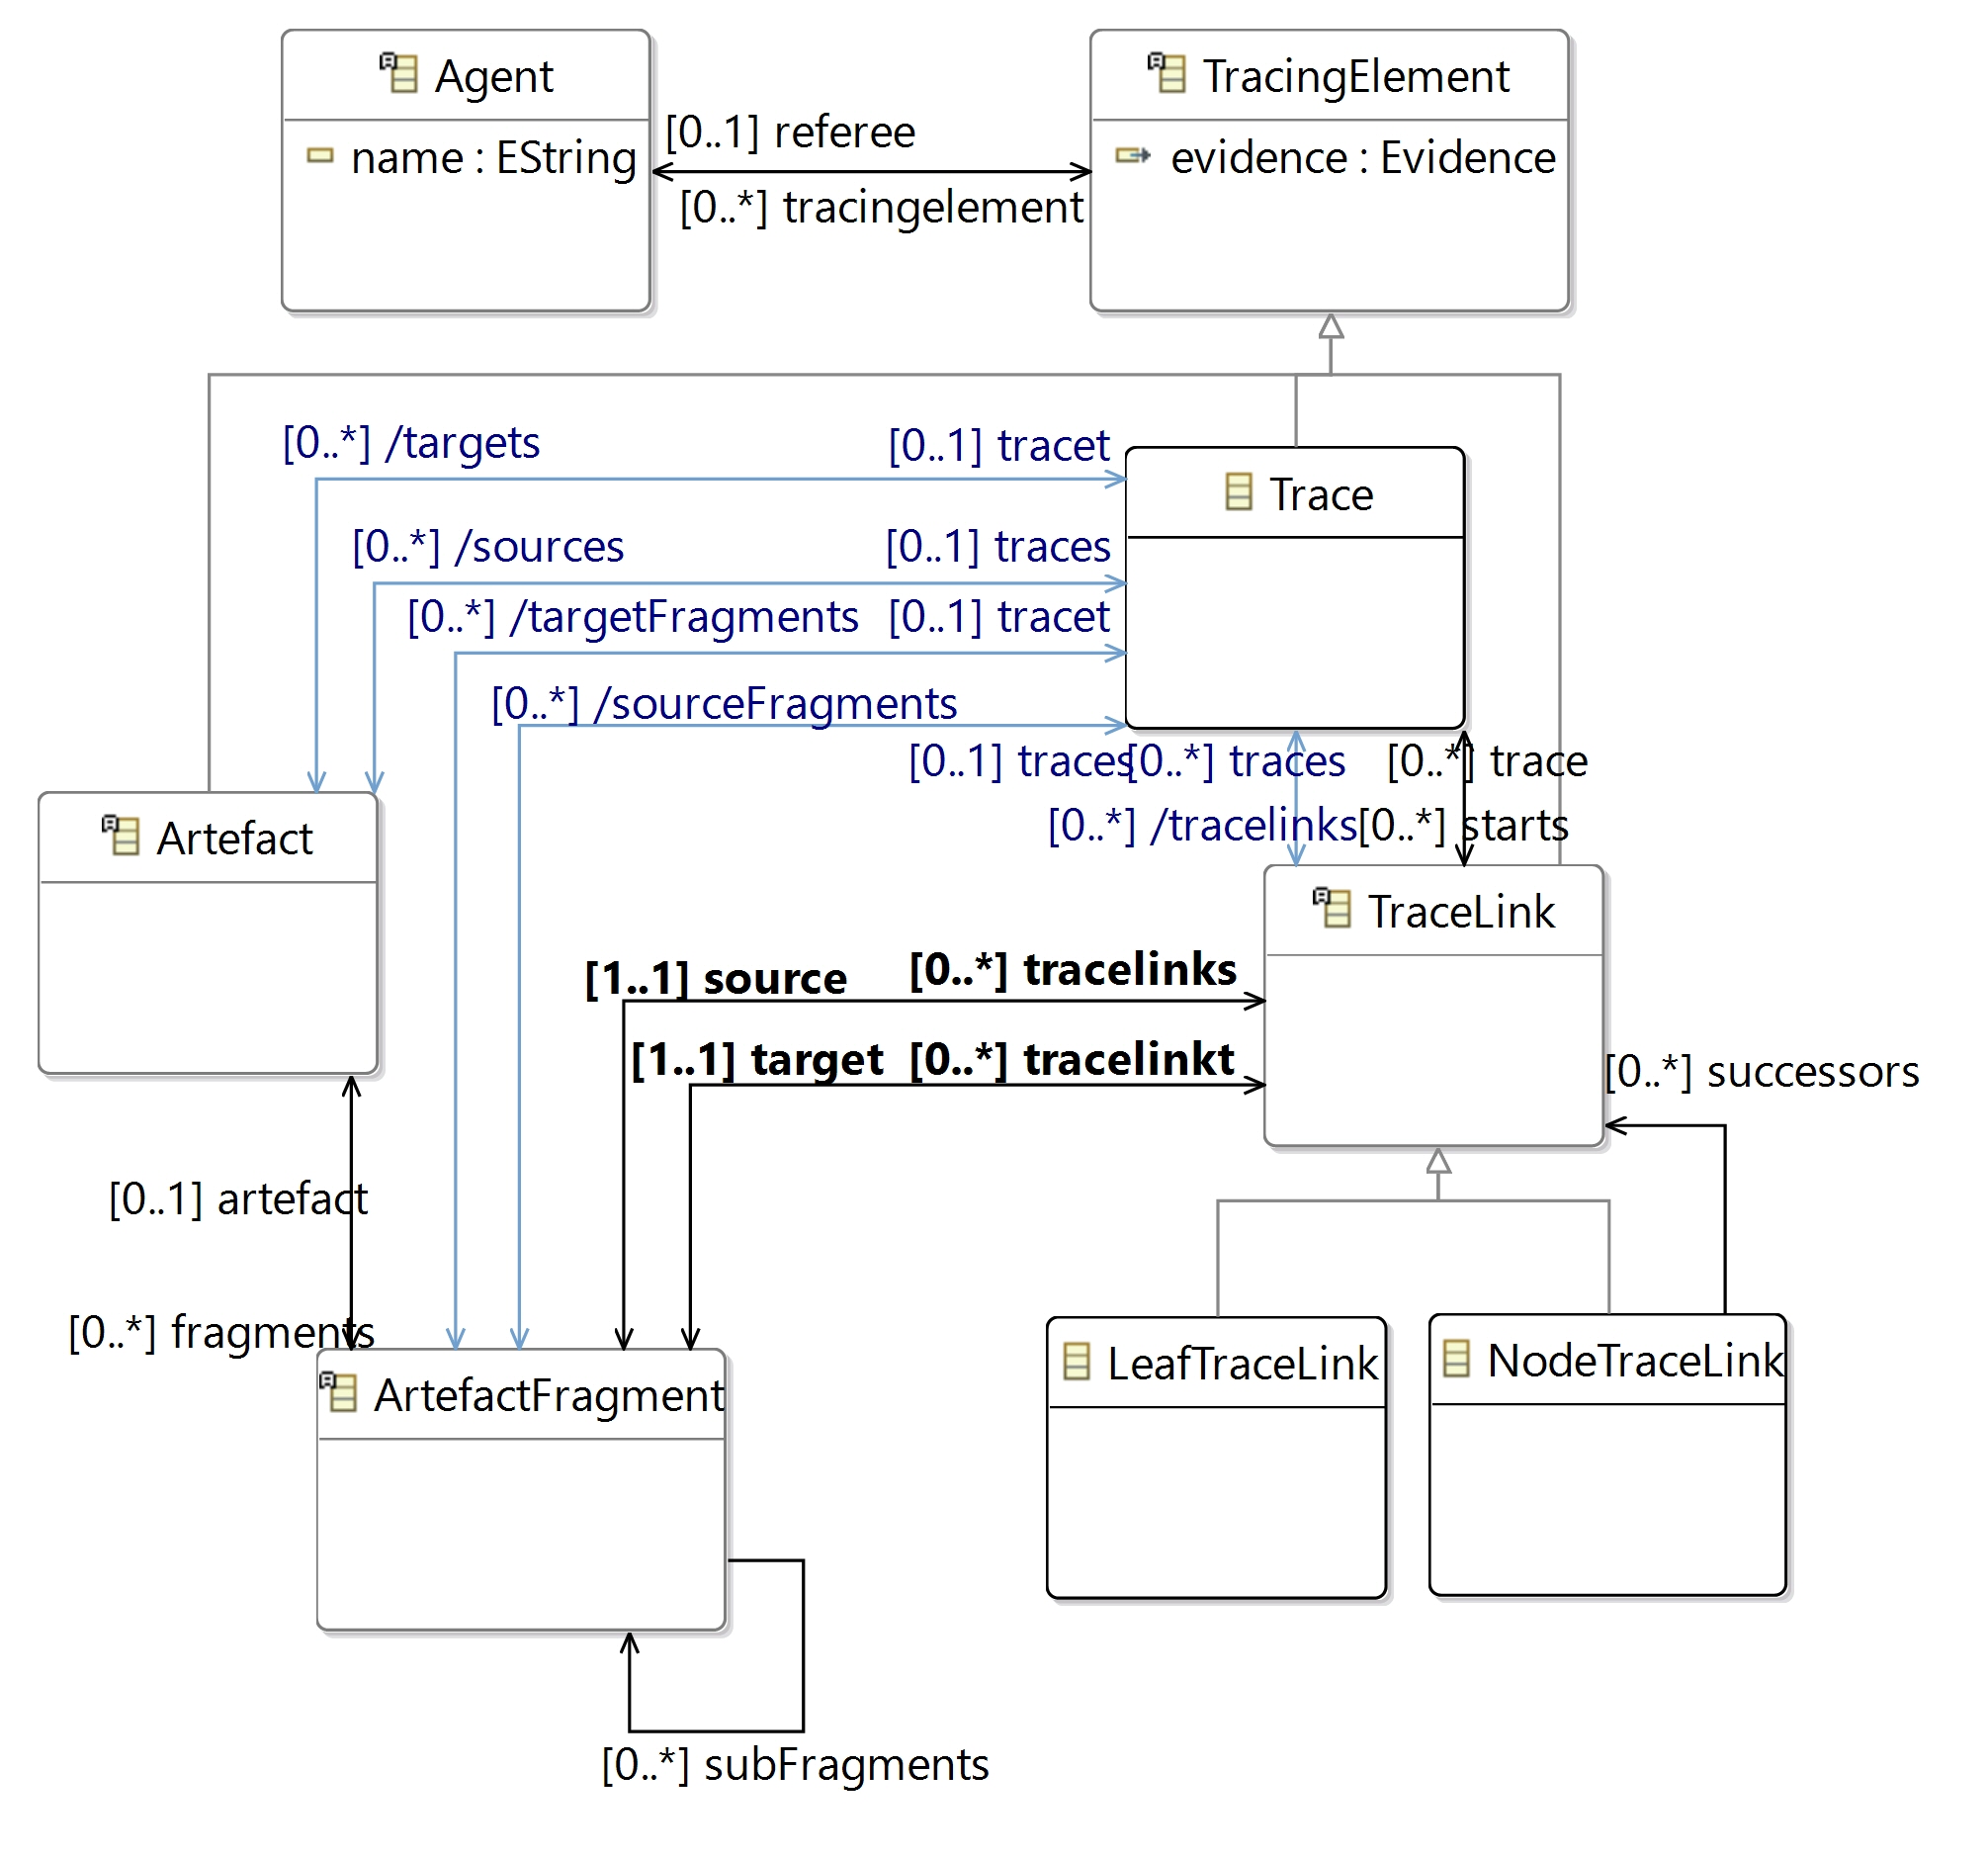 Agent
TracingElement
name : EString
[0..1] referee
evidence : Evidence
[0..*] tracingelement
[0..*] /targets
[0..1] tracet
Trace
[0..*] /sources
[0..1] traces
[0..*] /targetFragments
[0..1] tracet
[0..*] /sourceFragments
[0..1] traces
[0..*] traces
[0..*] trace
[0..*] /tracelinks
[0..*] starts
Artefact
TraceLink
[1..1] source
[0..*] tracelinks
[1..1] target
[0..*] tracelinkt
[0..*] successors
[0..1] artefact
[0..*] fragments
ArtefactFragment
LeafTraceLink
NodeTraceLink
[0..*] subFragments